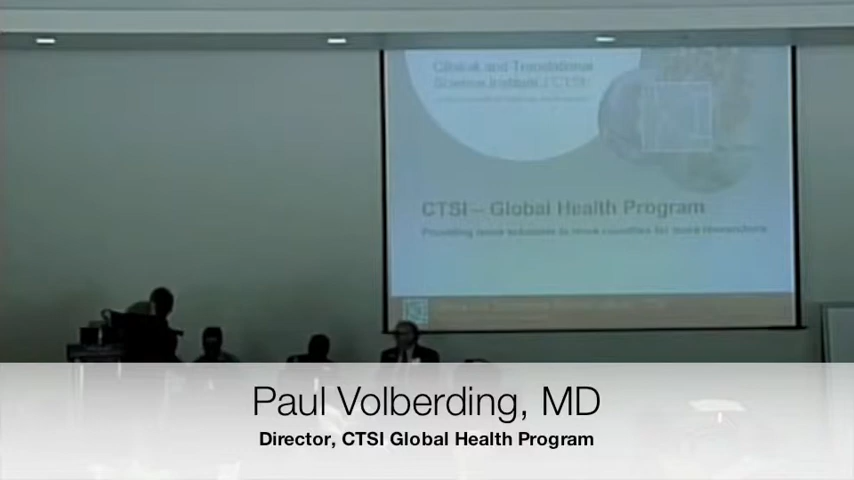 Clinical and Translational
Science Institute / CTSI
CTSI – Global Health Program
Providing more solutions in more countries for more researchers
Paul Volberding, MD
Director, CTSI Global Health Program